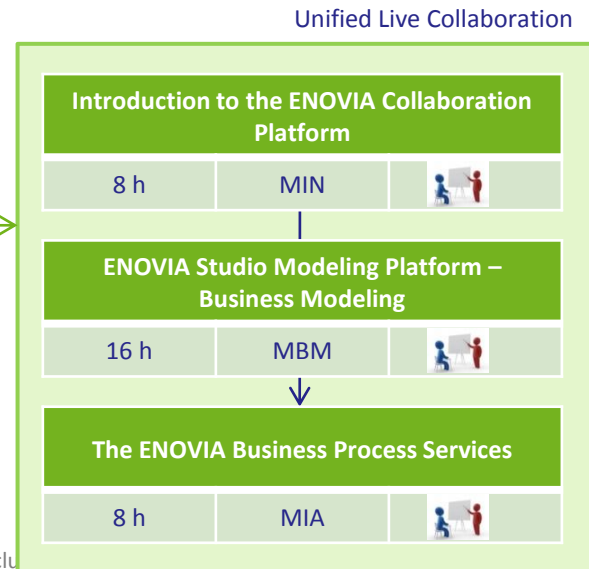 Unified Live Collaboration
Introduction to the ENOVIA Collaboration
Platform
8 h MIN
ENOVIA Studio Modeling Platform –
Business Modeling
16 h MBM
The ENOVIA Business Process Services
8 h MIA